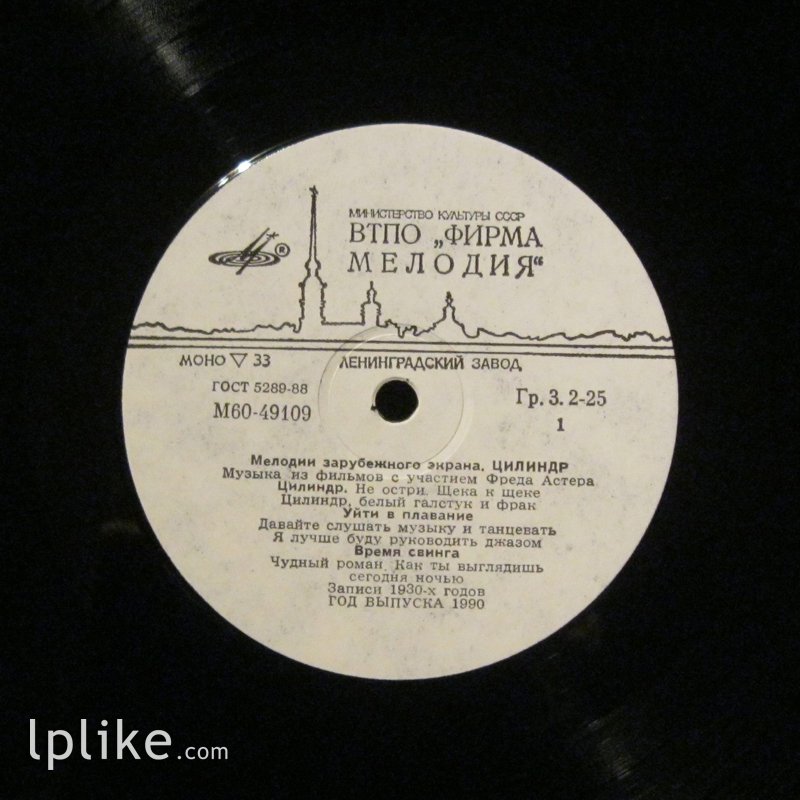 МИНИСТЕРСТВО КУЛЬТУРЫ СССР
ВТПО „ФИРМА
МЕЛОДИЯ“
®
МОНО ▽ 33
ЛЕНИНГРАДСКИЙ ЗАВОД
ГОСТ 5289-88
М60-49109
Гр. 3. 2-25
1
Мелодии зарубежного экрана. ЦИЛИНДР
Музыка из фильмов с участием Фреда Астера
Цилиндр. Не остри. Щека к щеке
Цилиндр, белый галстук и фрак
Уйти в плавание
Давайте слушать музыку и танцевать
Я лучше буду руководить джазом
Время свинга
Чудный роман. Как ты выглядишь
сегодня ночью
Записи 1930-х годов
ГОД ВЫПУСКА 1990
lplike.com